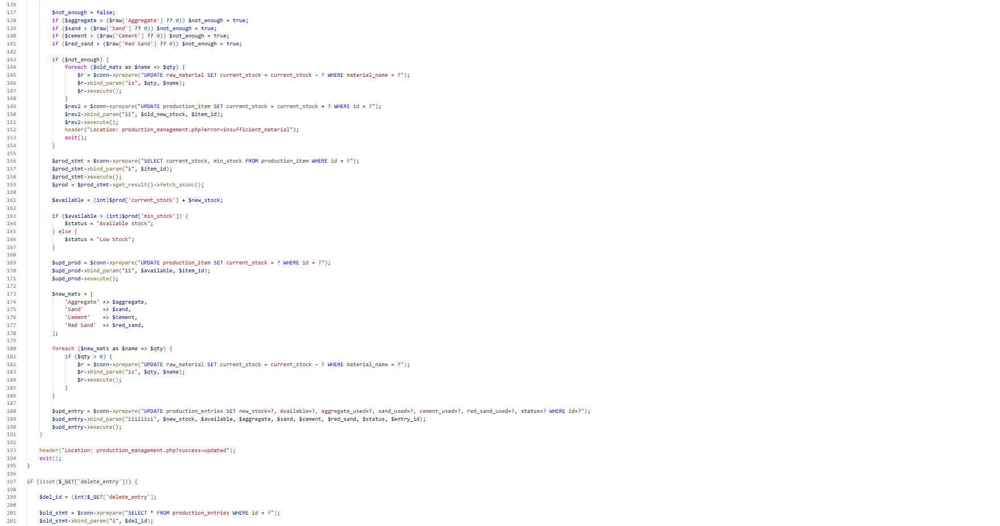 136
137 $not_enough = false;
138 if ($aggregate > ($raw['Aggregate'] ?? 0)) $not_enough = true;
139 if ($sand > ($raw['Sand'] ?? 0)) $not_enough = true;
140 if ($cement > ($raw['Cement'] ?? 0)) $not_enough = true;
141 if ($red_sand > ($raw['Red Sand'] ?? 0)) $not_enough = true;
142
143 if ($not_enough) {
144 foreach ($old_mats as $name => $qty) {
145 $r = $conn->prepare("UPDATE raw_material SET current_stock = current_stock - ? WHERE material_name = ?");
146 $r->bind_param("is", $qty, $name);
147 $r->execute();
148 }
149 $rev2 = $conn->prepare("UPDATE production_item SET current_stock = current_stock + ? WHERE id = ?");
150 $rev2->bind_param("ii", $old_new_stock, $item_id);
151 $rev2->execute();
152 header("Location: production_management.php?error=insufficient_material");
153 exit();
154 }
155
156 $prod_stmt = $conn->prepare("SELECT current_stock, min_stock FROM production_item WHERE id = ?");
157 $prod_stmt->bind_param("i", $item_id);
158 $prod_stmt->execute();
159 $prod = $prod_stmt->get_result()->fetch_assoc();
160
161 $available = (int)$prod['current_stock'] + $new_stock;
162
163 if ($available > (int)$prod['min_stock']) {
164 $status = "Available stock";
165 } else {
166 $status = "Low Stock";
167 }
168
169 $upd_prod = $conn->prepare("UPDATE production_item SET current_stock = ? WHERE id = ?");
170 $upd_prod->bind_param("ii", $available, $item_id);
171 $upd_prod->execute();
172
173 $new_mats = [
174 'Aggregate' => $aggregate,
175 'Sand'      => $sand,
176 'Cement'    => $cement,
177 'Red Sand'  => $red_sand,
178 ];
179
180 foreach ($new_mats as $name => $qty) {
181 if ($qty > 0) {
182 $r = $conn->prepare("UPDATE raw_material SET current_stock = current_stock - ? WHERE material_name = ?");
183 $r->bind_param("is", $qty, $name);
184 $r->execute();
185 }
186 }
187
188 $upd_entry = $conn->prepare("UPDATE production_entries SET new_stock=?, Available=?, aggregate_used=?, sand_used=?, cement_used=?, red_sand_used=?, status=? WHERE id=?");
189 $upd_entry->bind_param("iiiiiisi", $new_stock, $available, $aggregate, $sand, $cement, $red_sand, $status, $entry_id);
190 $upd_entry->execute();
191 }
192
193 header("Location: production_management.php?success=updated");
194 exit();
195 }
196
197 if (isset($_GET['delete_entry'])) {
198
199 $del_id = (int)$_GET['delete_entry'];
200
201 $old_stmt = $conn->prepare("SELECT * FROM production_entries WHERE id = ?");
202 $old_stmt->bind_param("i", $del_id);